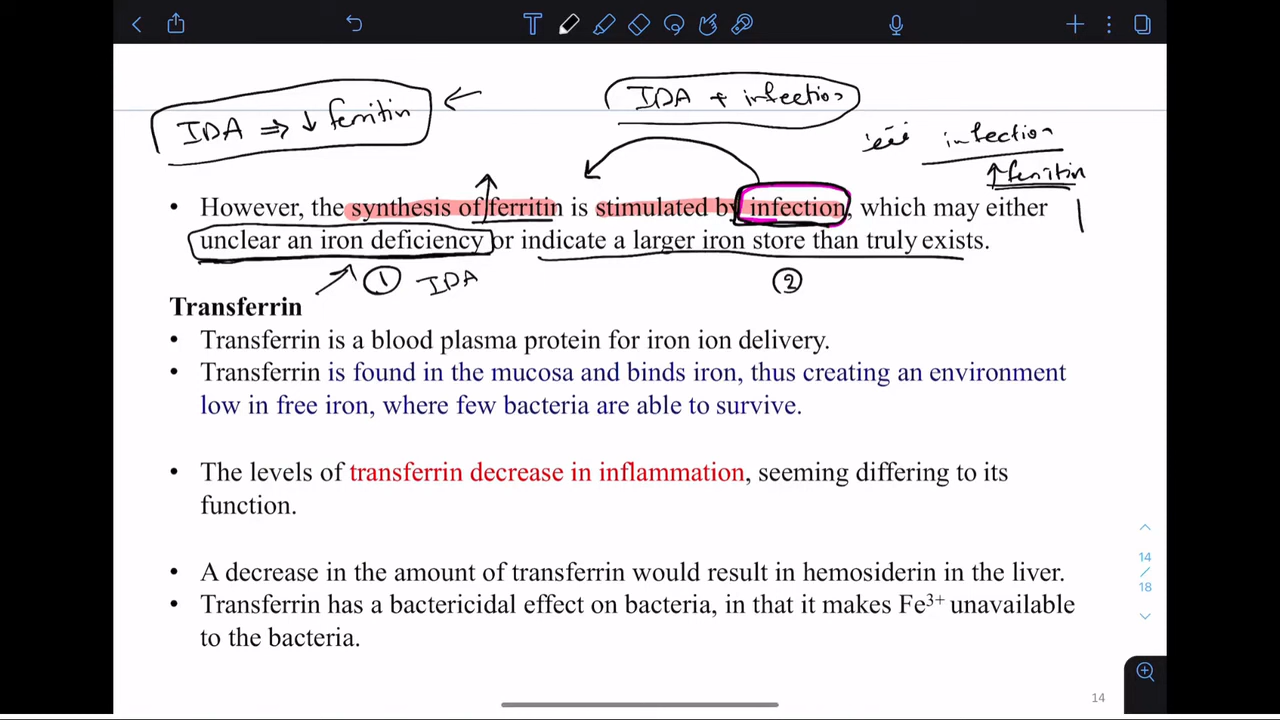 IDA ⇒ ↓ ferritin ←
IDA + infection
infection
↑ferritin
• However, the synthesis of ferritin is stimulated by infection, which may either
unclear an iron deficiency or indicate a larger iron store than truly exists.
① IDA
②
Transferrin
• Transferrin is a blood plasma protein for iron ion delivery.
• Transferrin is found in the mucosa and binds iron, thus creating an environment
low in free iron, where few bacteria are able to survive.
• The levels of transferrin decrease in inflammation, seeming differing to its
function.
• A decrease in the amount of transferrin would result in hemosiderin in the liver.
• Transferrin has a bactericidal effect on bacteria, in that it makes Fe³⁺ unavailable
to the bacteria.
14
/
18
14